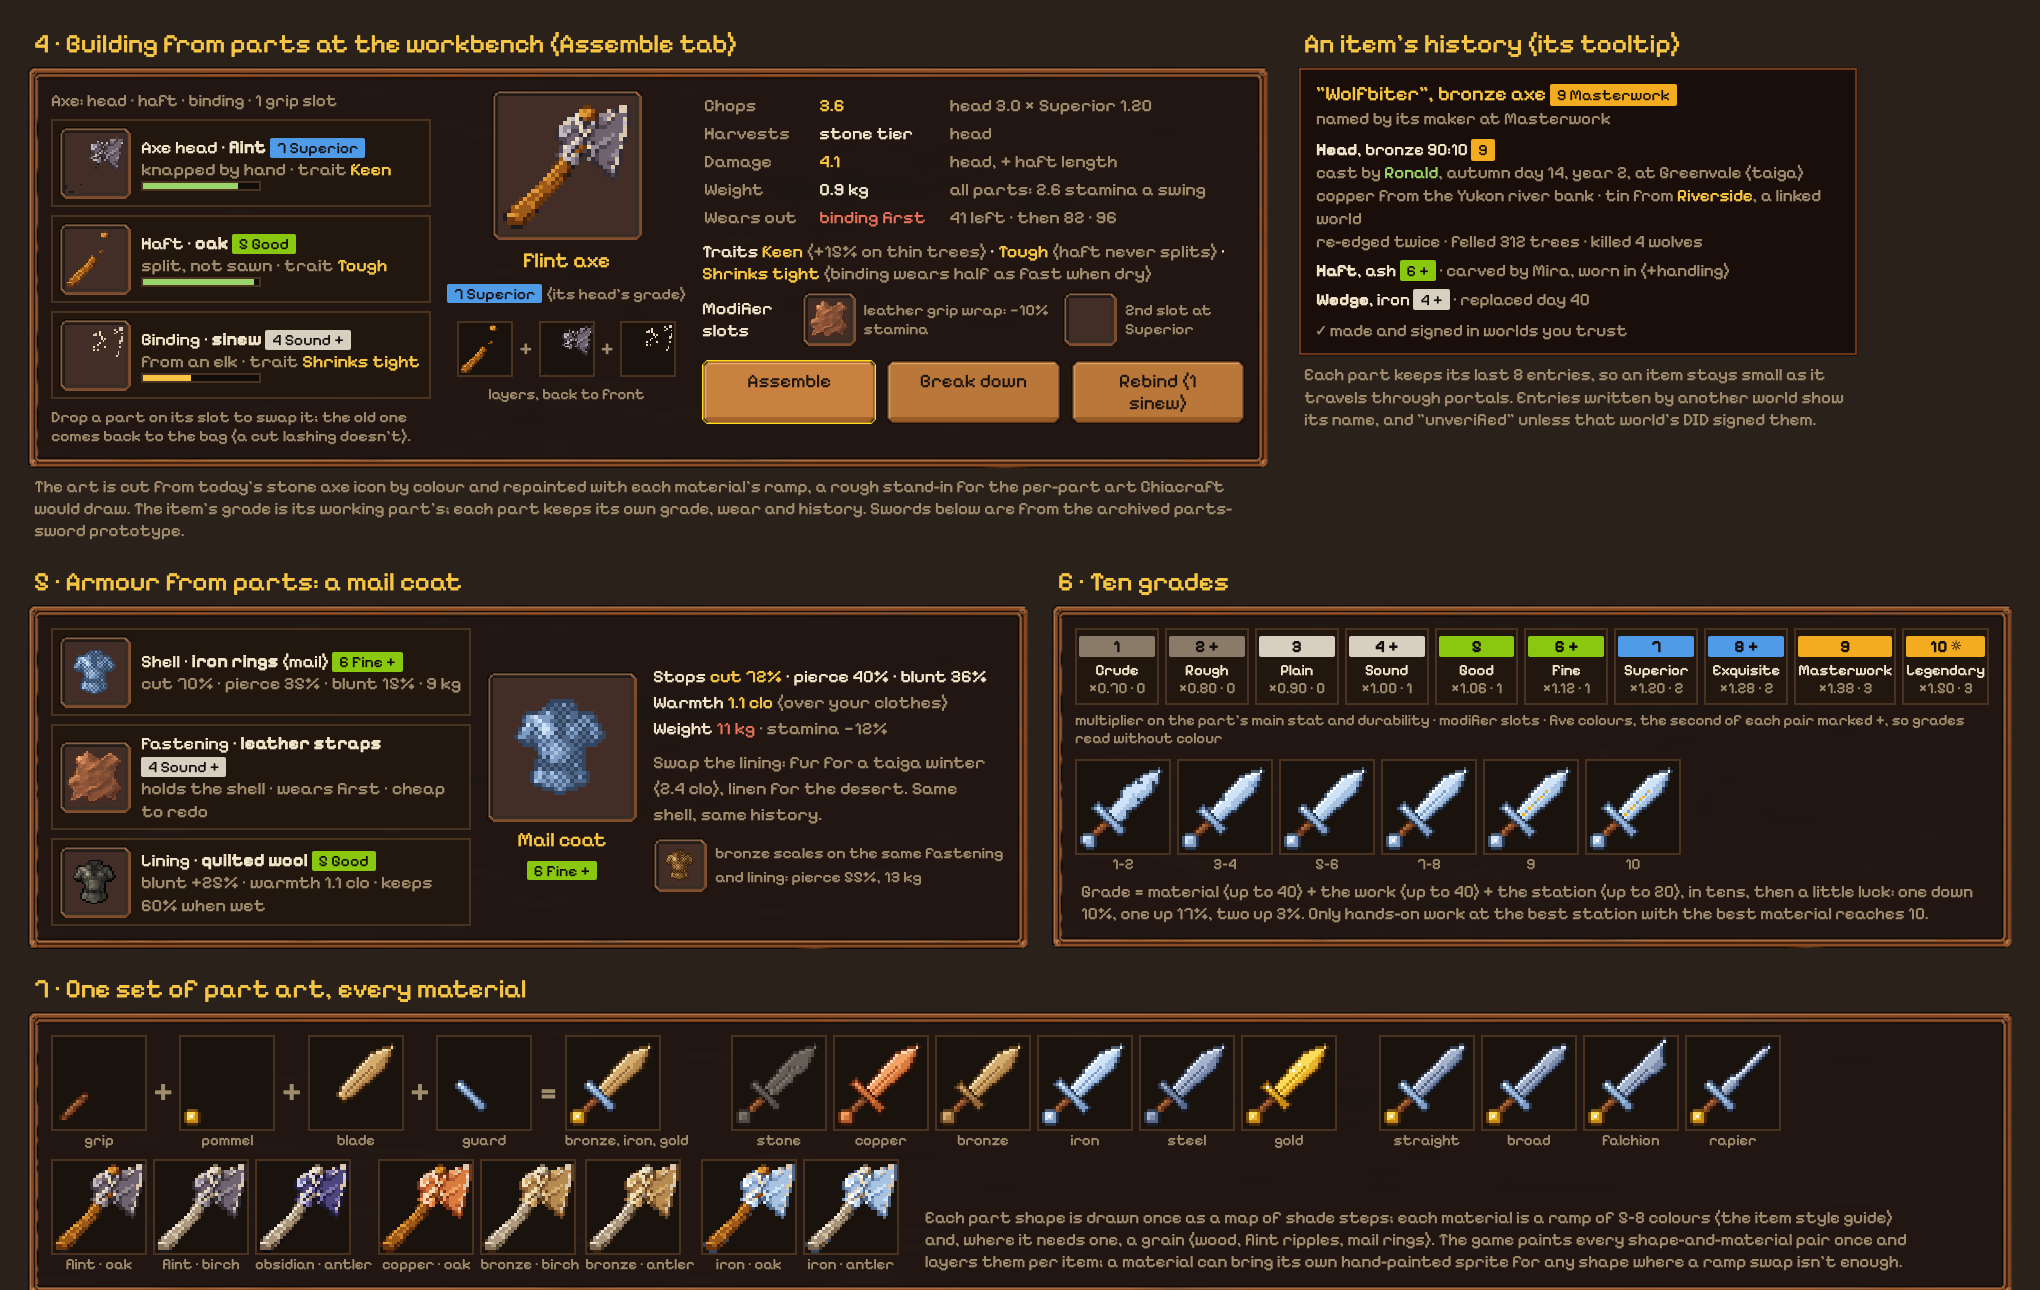 4 · Building from parts at the workbench (Assemble tab)
Axe: head · haft · binding · 1 grip slot
Axe head · flint 7 Superior
knapped by hand · trait Keen
Haft · oak 5 Good
split, not sawn · trait Tough
Binding · sinew 4 Sound +
from an elk · trait Shrinks tight
Drop a part on its slot to swap it; the old one
comes back to the bag (a cut lashing doesn't).
Flint axe
7 Superior (its head's grade)
+ +
layers, back to front
Chops 3.6 head 3.0 × Superior 1.20
Harvests stone tier head
Damage 4.1 head, + haft length
Weight 0.9 kg all parts: 2.6 stamina a swing
Wears out binding first 41 left · then 82 · 96
Traits Keen (+15% on thin trees) · Tough (haft never splits) ·
Shrinks tight (binding wears half as fast when dry)
Modifier
slots
leather grip wrap: −10%
stamina
2nd slot at
Superior
Assemble
Break down
Rebind (1
sinew)
The art is cut from today's stone axe icon by colour and repainted with each material's ramp, a rough stand-in for the per-part art Chiacraft
would draw. The item's grade is its working part's; each part keeps its own grade, wear and history. Swords below are from the archived parts-
sword prototype.
An item's history (its tooltip)
"Wolfbiter", bronze axe 9 Masterwork
named by its maker at Masterwork
Head, bronze 90:10 9
cast by Ronald, autumn day 14, year 2, at Greenvale (taiga)
copper from the Yukon river bank · tin from Riverside, a linked
world
re-edged twice · felled 312 trees · killed 4 wolves
Haft, ash 6 + · carved by Mira, worn in (+handling)
Wedge, iron 4 + · replaced day 40
✓ made and signed in worlds you trust
Each part keeps its last 8 entries, so an item stays small as it
travels through portals. Entries written by another world show
its name, and "unverified" unless that world's DID signed them.
5 · Armour from parts: a mail coat
Shell · iron rings (mail) 6 Fine +
cut 70% · pierce 35% · blunt 15% · 9 kg
Fastening · leather straps
4 Sound +
holds the shell · wears first · cheap
to redo
Lining · quilted wool 5 Good
blunt +25% · warmth 1.1 clo · keeps
60% when wet
Mail coat
6 Fine +
Stops cut 72% · pierce 40% · blunt 36%
Warmth 1.1 clo (over your clothes)
Weight 11 kg · stamina −12%
Swap the lining: fur for a taiga winter
(2.4 clo), linen for the desert. Same
shell, same history.
bronze scales on the same fastening
and lining: pierce 55%, 13 kg
6 · Ten grades
1 2 + 3 4 + 5 6 + 7 8 + 9 10 ☼
Crude Rough Plain Sound Good Fine Superior Exquisite Masterwork Legendary
×0.70 · 0 ×0.80 · 0 ×0.90 · 0 ×1.00 · 1 ×1.06 · 1 ×1.12 · 1 ×1.20 · 2 ×1.28 · 2 ×1.38 · 3 ×1.50 · 3
multiplier on the part's main stat and durability · modifier slots · five colours, the second of each pair marked +, so grades
read without colour
1-2 3-4 5-6 7-8 9 10
Grade = material (up to 40) + the work (up to 40) + the station (up to 20), in tens, then a little luck: one down
10%, one up 17%, two up 3%. Only hands-on work at the best station with the best material reaches 10.
7 · One set of part art, every material
+ + + =
grip pommel blade guard bronze, iron, gold stone copper bronze iron steel gold straight broad falchion rapier
flint · oak flint · birch obsidian · antler copper · oak bronze · birch bronze · antler iron · oak iron · antler
Each part shape is drawn once as a map of shade steps; each material is a ramp of 5-8 colours (the item style guide)
and, where it needs one, a grain (wood, flint ripples, mail rings). The game paints every shape-and-material pair once and
layers them per item; a material can bring its own hand-painted sprite for any shape where a ramp swap isn't enough.